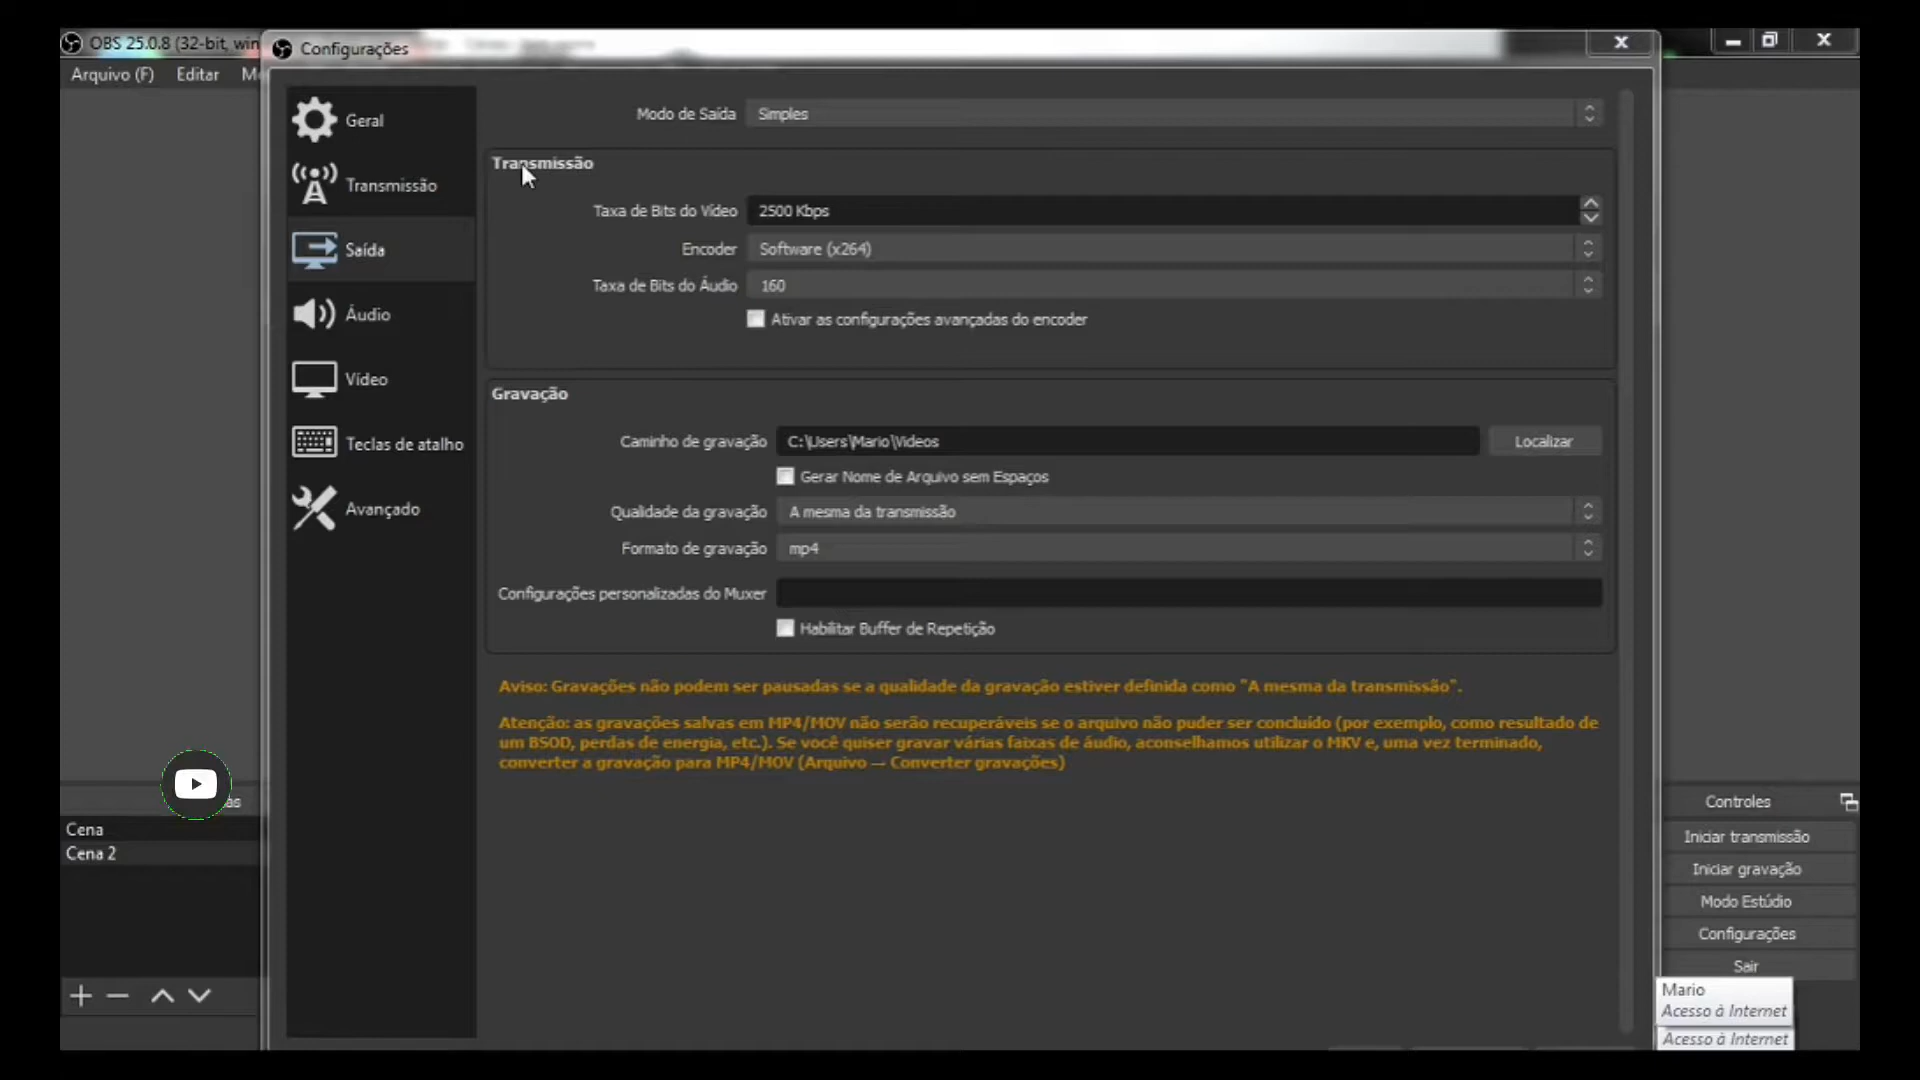 OBS 25.0.8 (32-bit, win
Configurações
Arquivo (F) Editar
Geral
Transmissão
Saída
Áudio
Vídeo
Teclas de atalho
Avançado
Modo de Saída Simples
Transmissão
Taxa de Bits do Vídeo 2500 Kbps
Encoder Software (x264)
Taxa de Bits do Áudio 160
Ativar as configurações avançadas do encoder
Gravação
Caminho de gravação C:\Users\Mario\Videos Localizar
Gerar Nome de Arquivo sem Espaços
Qualidade da gravação A mesma da transmissão
Formato de gravação mp4
Configurações personalizadas do Muxer
Habilitar Buffer de Repetição
Aviso: Gravações não podem ser pausadas se a qualidade da gravação estiver definida como "A mesma da transmissão".
Atenção: as gravações salvas em MP4/MOV não serão recuperáveis se o arquivo não puder ser concluído (por exemplo, como resultado de
um BSOD, perdas de energia, etc.). Se você quiser gravar várias faixas de áudio, aconselhamos utilizar o MKV e, uma vez terminado,
converter a gravação para MP4/MOV (Arquivo → Converter gravações)
Cena
Cena 2
Controles
Iniciar transmissão
Iniciar gravação
Modo Estúdio
Configurações
Sair
Mario
Acesso à Internet
Acesso à Internet